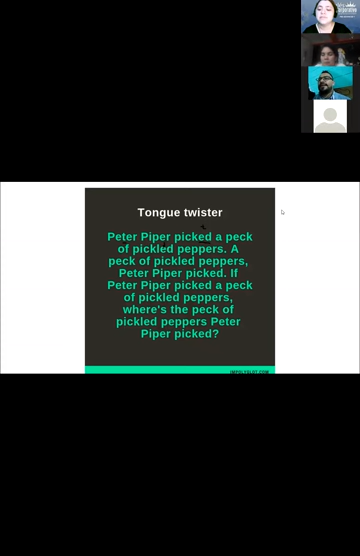 Tongue twister
Peter Piper picked a peck
of pickled peppers. A
peck of pickled peppers,
Peter Piper picked. If
Peter Piper picked a peck
of pickled peppers,
where's the peck of
pickled peppers Peter
Piper picked?